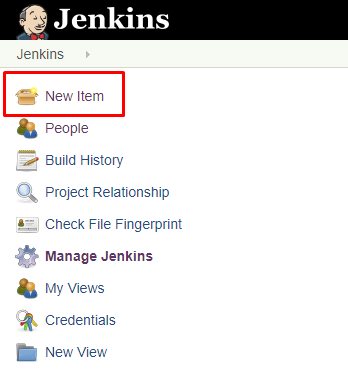 Jenkins
Jenkins
New Item
People
Build History
Project Relationship
Check File Fingerprint
Manage Jenkins
My Views
Credentials
New View